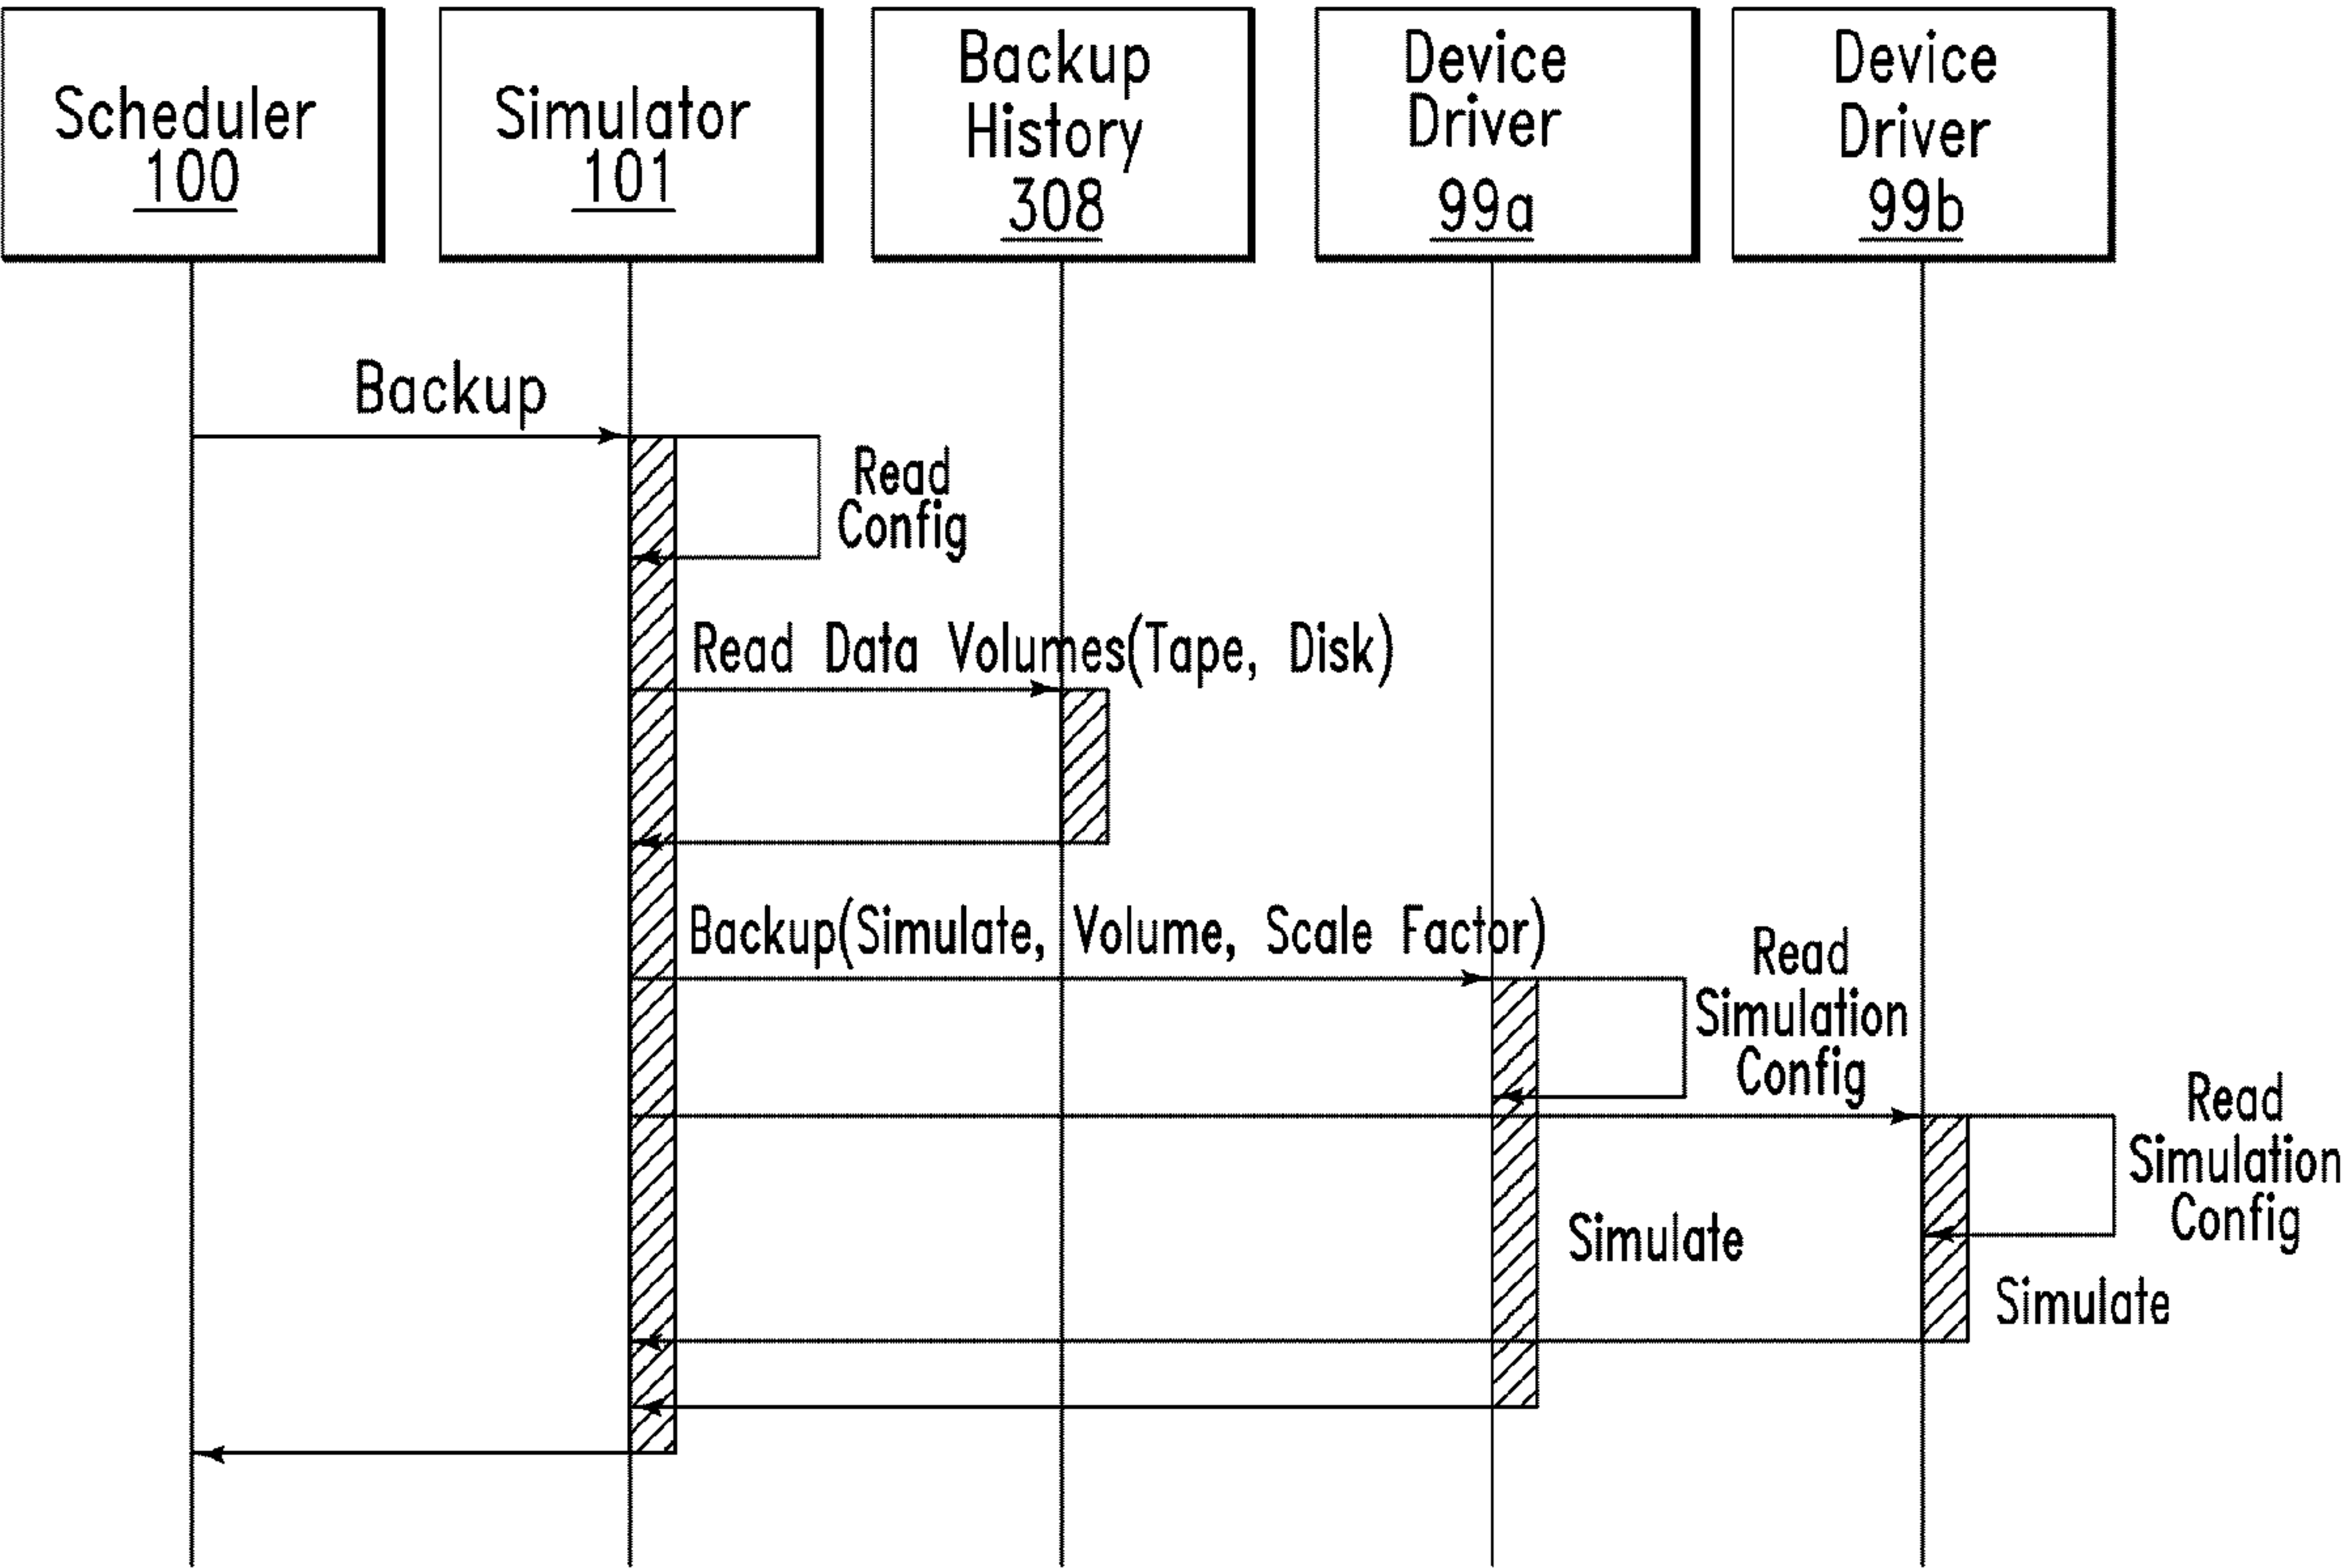 Scheduler
100
Simulator
101
Backup
History
308
Device
Driver
99a
Device
Driver
99b
Backup
Read
Config
Read Data Volumes(Tape, Disk)
Backup(Simulate, Volume, Scale Factor)
Read
Simulation
Config
Read
Simulation
Config
Simulate
Simulate